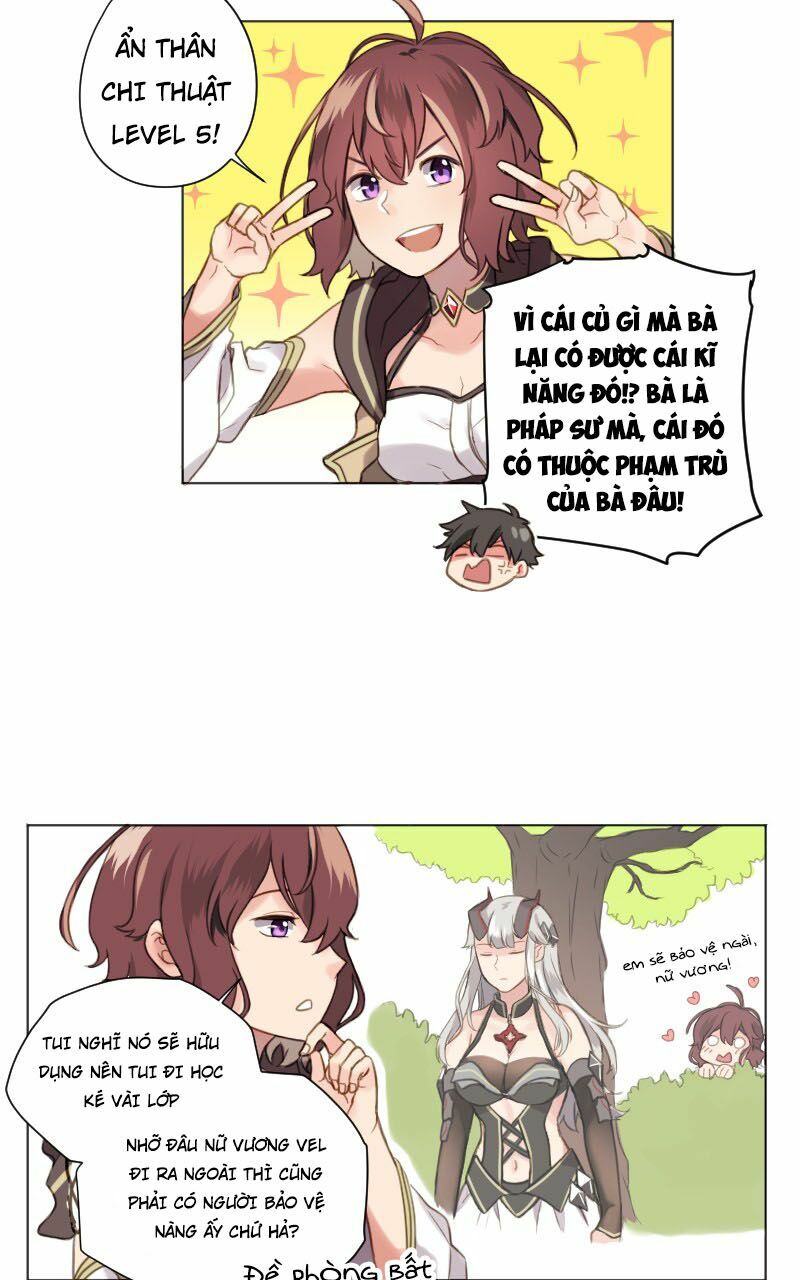 ẨN THÂN
CHI THUẬT
LEVEL 5!
VÌ CÁI CỦ GÌ MÀ BÀ
LẠI CÓ ĐƯỢC CÁI KĨ
NĂNG ĐÓ!? BÀ LÀ
PHÁP SƯ MÀ, CÁI ĐÓ
CÓ THUỘC PHẠM TRÙ
CỦA BÀ ĐÂU!
em sẽ bảo vệ ngài,
nữ vương!
TUI NGHĨ NÓ SẼ HỮU
DỤNG NÊN TUI ĐI HỌC
KÉ VÀI LỚP
NHỠ ĐÂU NỮ VƯƠNG VEL
ĐI RA NGOÀI THÌ CŨNG
PHẢI CÓ NGƯỜI BẢO VỆ
NÀNG ẤY CHỨ HẢ?
Đề phòng bất